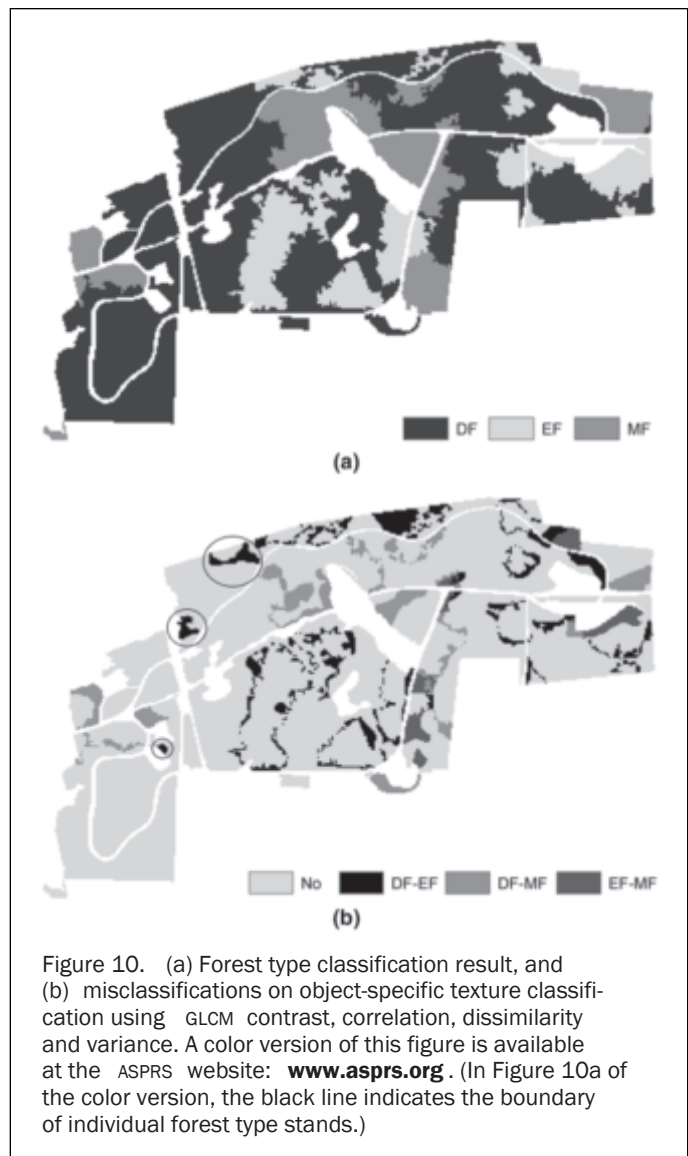 DF EF MF
(a)
No DF-EF DF-MF EF-MF
(b)
Figure 10. (a) Forest type classification result, and
(b) misclassifications on object-specific texture classifi-
cation using GLCM contrast, correlation, dissimilarity
and variance. A color version of this figure is available
at the ASPRS website: www.asprs.org. (In Figure 10a of
the color version, the black line indicates the boundary
of individual forest type stands.)